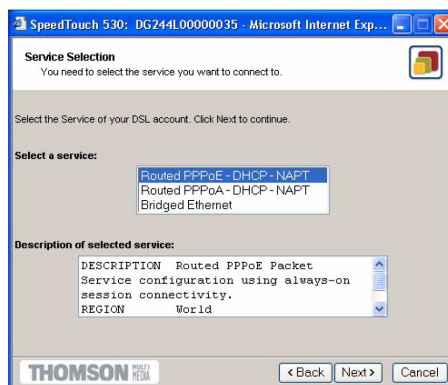 SpeedTouch 530: DG244L00000035 - Microsoft Internet Exp...
Service Selection
You need to select the service you want to connect to.
Select the Service of your DSL account. Click Next to continue.
Select a service:
Routed PPPoE - DHCP - NAPT
Routed PPPoA - DHCP - NAPT
Bridged Ethernet
Description of selected service:
DESCRIPTION Routed PPPoE Packet
Service configuration using always-on
session connectivity.
REGION World
THOMSON MULTI MEDIA
< Back Next > Cancel